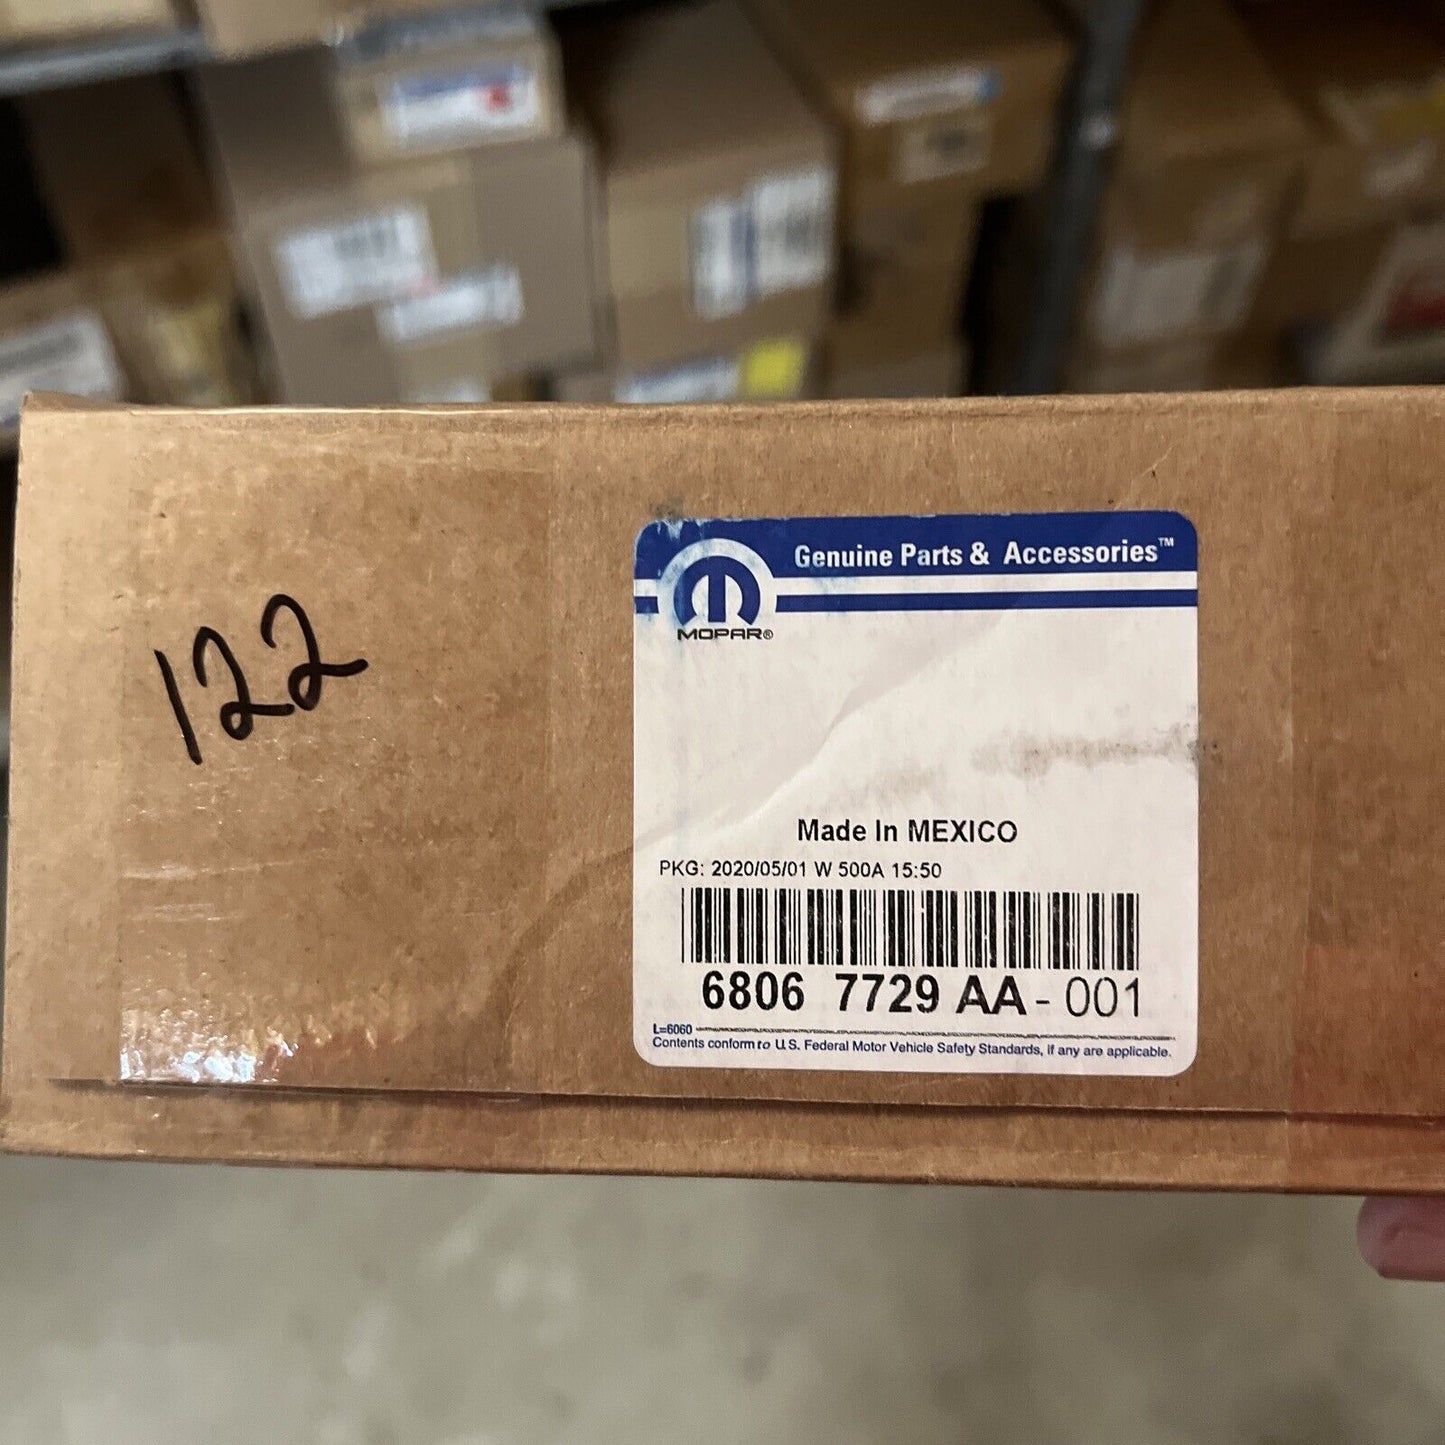 122
Genuine Parts & Accessories™
MOPAR®
Made In MEXICO
PKG: 2020/05/01 W 500A 15:50
6806 7729 AA - 001
L=6060
Contents conform to U.S. Federal Motor Vehicle Safety Standards, if any are applicable.